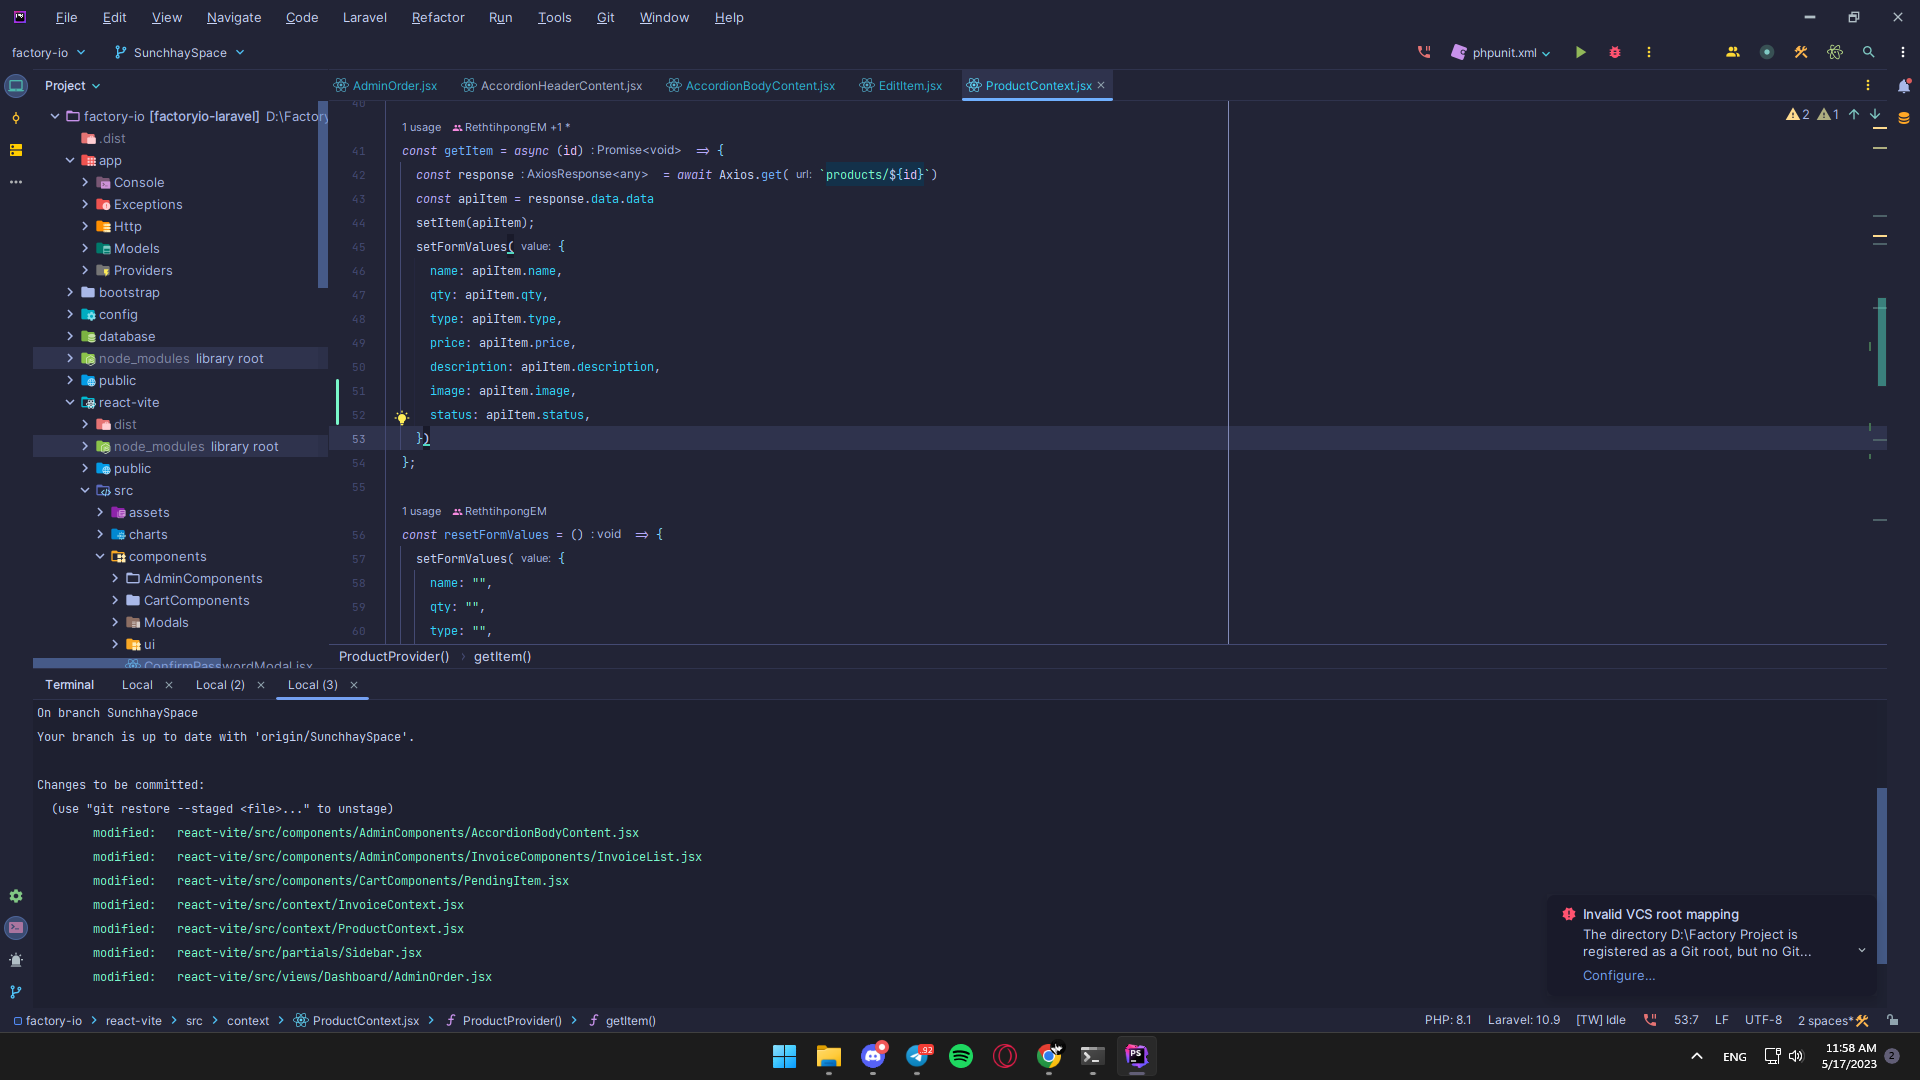 File Edit View Navigate Code Laravel Refactor Run Tools Git Window Help
factory-io SunchhaySpace phpunit.xml
Project
AdminOrder.jsx AccordionHeaderContent.jsx AccordionBodyContent.jsx EditItem.jsx ProductContext.jsx
factory-io [factoryio-laravel] D:\Factory
.dist
app
Console
Exceptions
Http
Models
Providers
bootstrap
config
database
node_modules library root
public
react-vite
dist
node_modules library root
public
src
assets
charts
components
AdminComponents
CartComponents
Modals
ui
ConfirmPasswordModal.jsx
2 1
40
1 usage RethtihpongEM +1 *
41 const getItem = async (id) : Promise<void> => {
42 const response : AxiosResponse<any> = await Axios.get( url: `products/${id}`)
43 const apiItem = response.data.data
44 setItem(apiItem);
45 setFormValues( value: {
46 name: apiItem.name,
47 qty: apiItem.qty,
48 type: apiItem.type,
49 price: apiItem.price,
50 description: apiItem.description,
51 image: apiItem.image,
52 status: apiItem.status,
53 })
54 };
55
1 usage RethtihpongEM
56 const resetFormValues = () : void => {
57 setFormValues( value: {
58 name: "",
59 qty: "",
60 type: "",
ProductProvider() getItem()
Terminal Local Local (2) Local (3)
On branch SunchhaySpace
Your branch is up to date with 'origin/SunchhaySpace'.
Changes to be committed:
(use "git restore --staged <file>..." to unstage)
modified: react-vite/src/components/AdminComponents/AccordionBodyContent.jsx
modified: react-vite/src/components/AdminComponents/InvoiceComponents/InvoiceList.jsx
modified: react-vite/src/components/CartComponents/PendingItem.jsx
modified: react-vite/src/context/InvoiceContext.jsx
modified: react-vite/src/context/ProductContext.jsx
modified: react-vite/src/partials/Sidebar.jsx
modified: react-vite/src/views/Dashboard/AdminOrder.jsx
Invalid VCS root mapping
The directory D:\Factory Project is
registered as a Git root, but no Git...
Configure...
factory-io react-vite src context ProductContext.jsx ProductProvider() getItem()
PHP: 8.1 Laravel: 10.9 [TW] Idle 53:7 LF UTF-8 2 spaces*
92
PS
ENG
11:58 AM
5/17/2023
2